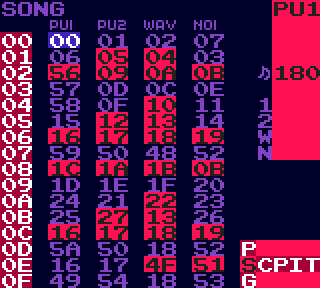 SONG PU1
PU1 PU2 WAV NOI
00 00 01 02 07
01 06 05 04 03
02 56 09 0A 0B ♪180
03 57 0D 0C 0E
04 58 0F 10 11 1
05 15 12 13 14 2
06 16 17 18 19 W
07 59 50 48 52 N
08 1C 1A 1B 0B
09 1D 1E 1F 20
0A 24 21 22 23
0B 25 27 13 26
0C 16 17 18 19
0D 5A 50 18 52 P
0E 16 17 4F 51 SCPIT
0F 49 54 18 53 G